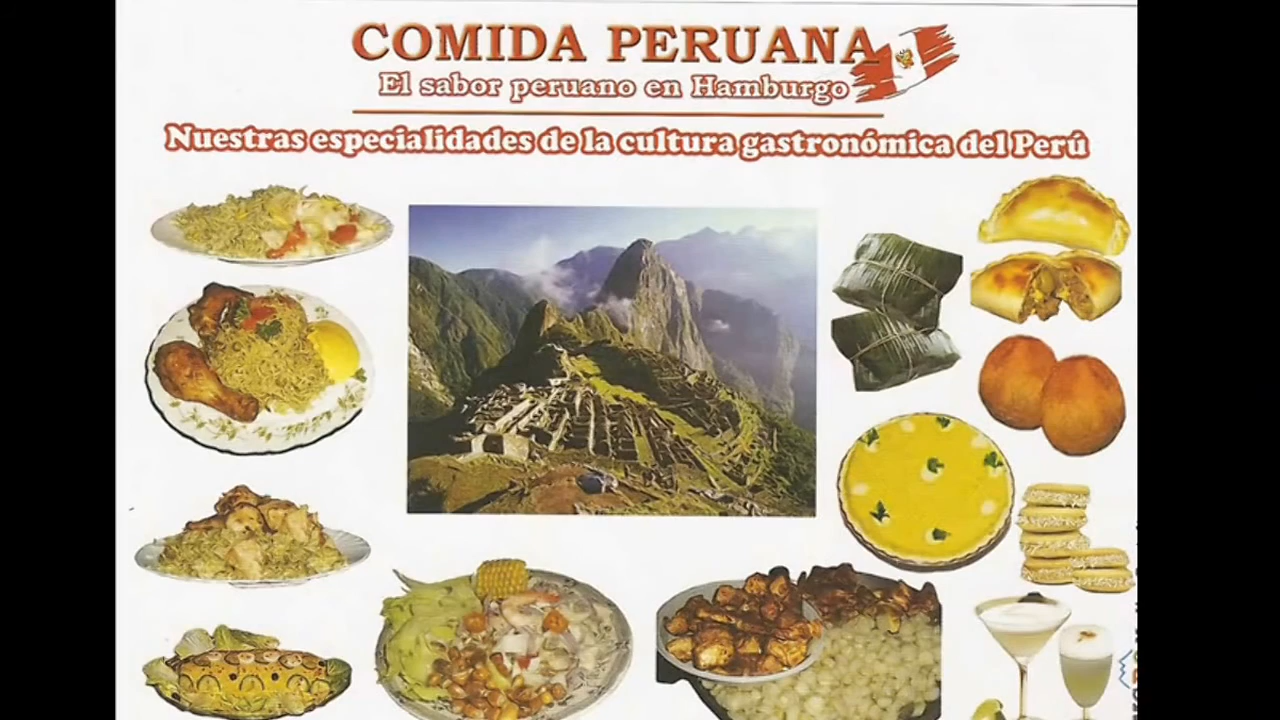 COMIDA PERUANA
El sabor peruano en Hamburgo
Nuestras especialidades de la cultura gastronómica del Perú